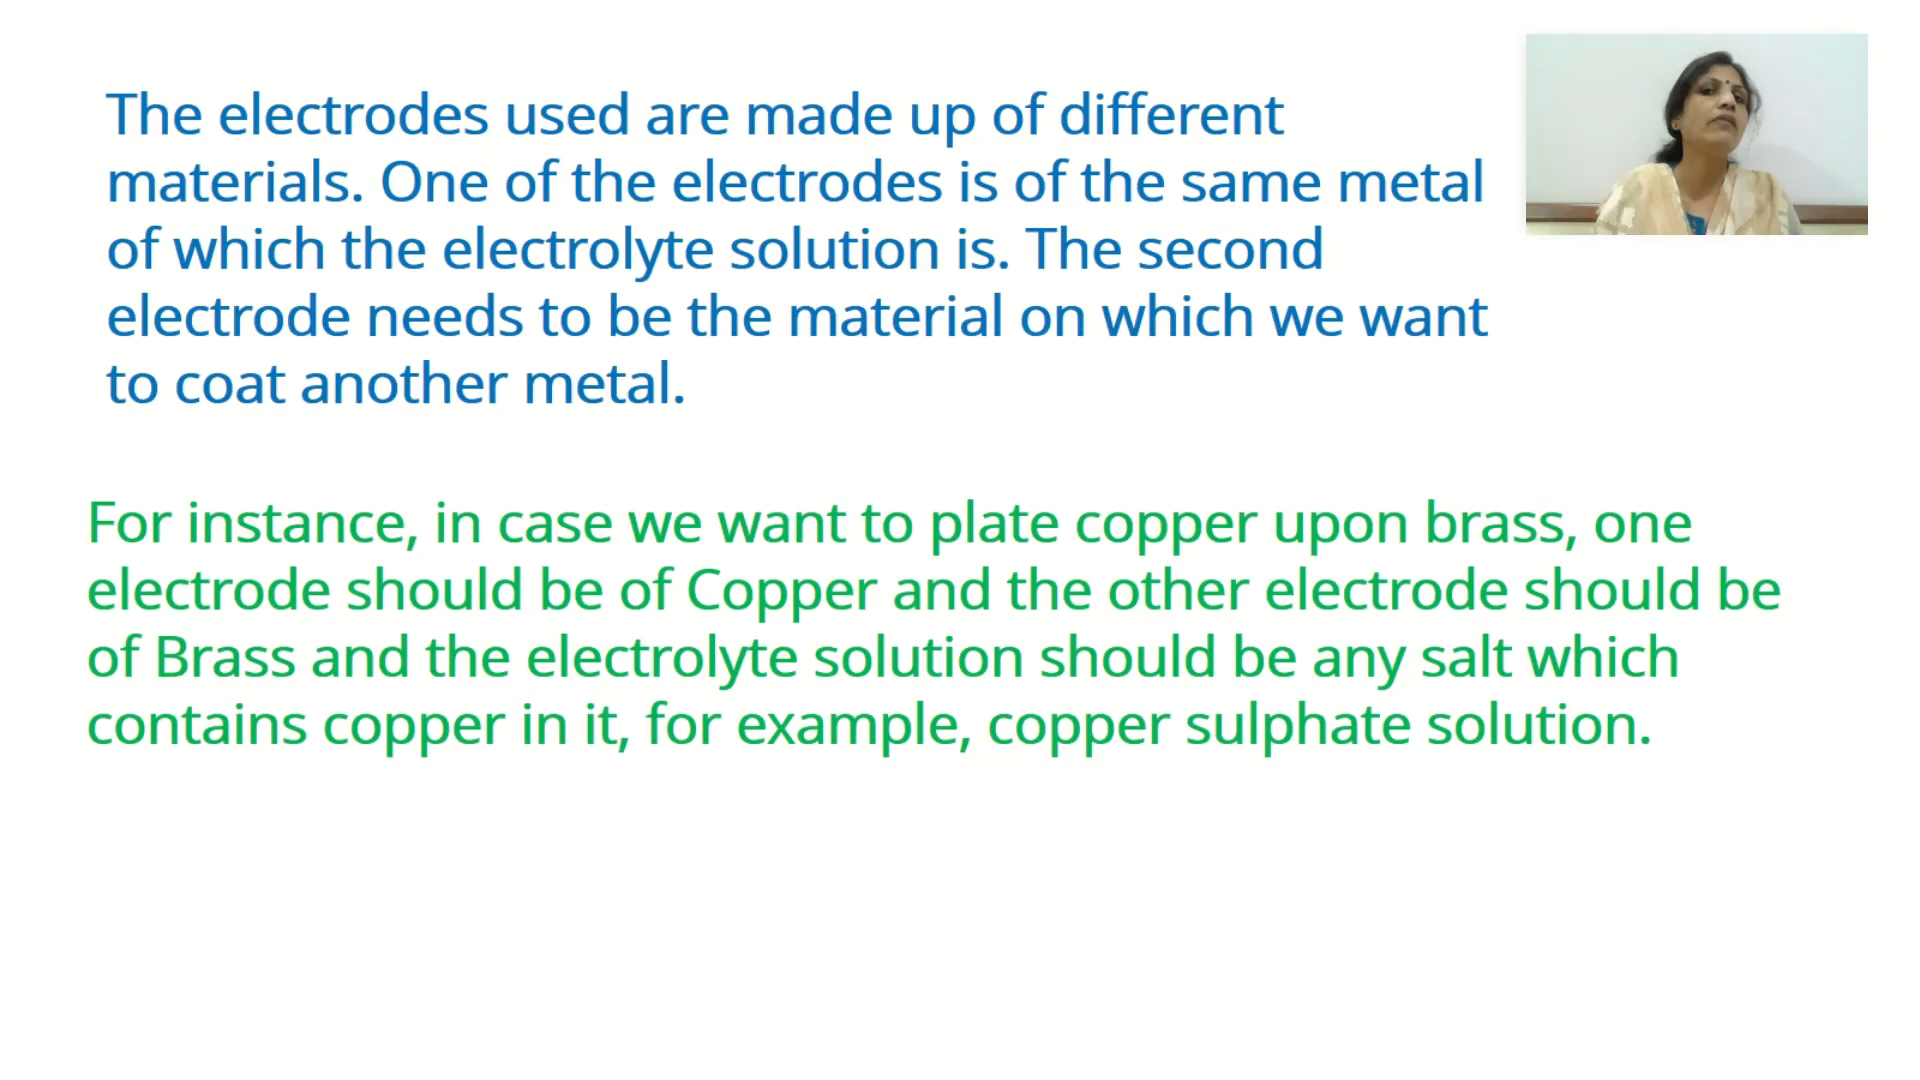 The electrodes used are made up of different
materials. One of the electrodes is of the same metal
of which the electrolyte solution is. The second
electrode needs to be the material on which we want
to coat another metal.
For instance, in case we want to plate copper upon brass, one
electrode should be of Copper and the other electrode should be
of Brass and the electrolyte solution should be any salt which
contains copper in it, for example, copper sulphate solution.